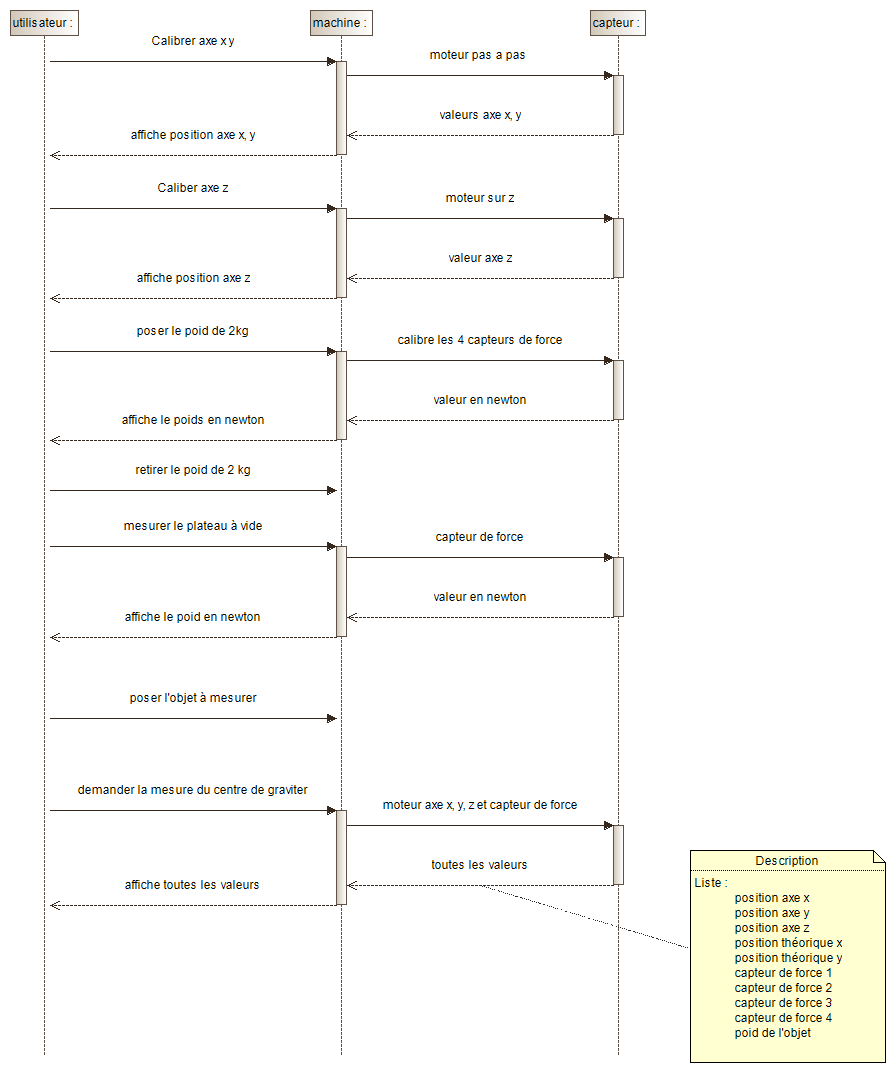 utilisateur :
machine :
capteur :
Calibrer axe x y
moteur pas a pas
valeurs axe x, y
affiche position axe x, y
Caliber axe z
moteur sur z
valeur axe z
affiche position axe z
poser le poid de 2kg
calibre les 4 capteurs de force
valeur en newton
affiche le poids en newton
retirer le poid de 2 kg
mesurer le plateau à vide
capteur de force
valeur en newton
affiche le poid en newton
poser l'objet à mesurer
demander la mesure du centre de graviter
moteur axe x, y, z et capteur de force
toutes les valeurs
affiche toutes les valeurs
Description
Liste :
position axe x
position axe y
position axe z
position théorique x
position théorique y
capteur de force 1
capteur de force 2
capteur de force 3
capteur de force 4
poid de l'objet